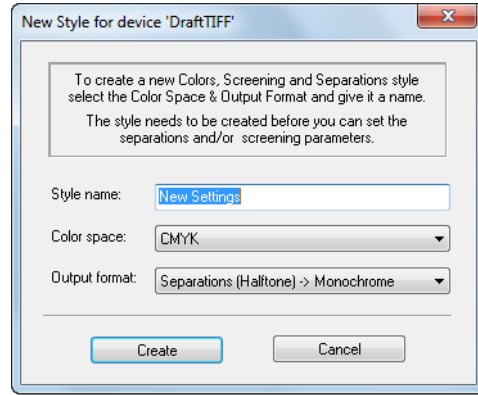 New Style for device 'DraftTIFF'
To create a new Colors, Screening and Separations style
select the Color Space & Output Format and give it a name.
The style needs to be created before you can set the
separations and/or screening parameters.
Style name: New Settings
Color space: CMYK
Output format: Separations (Halftone) -> Monochrome
Create Cancel